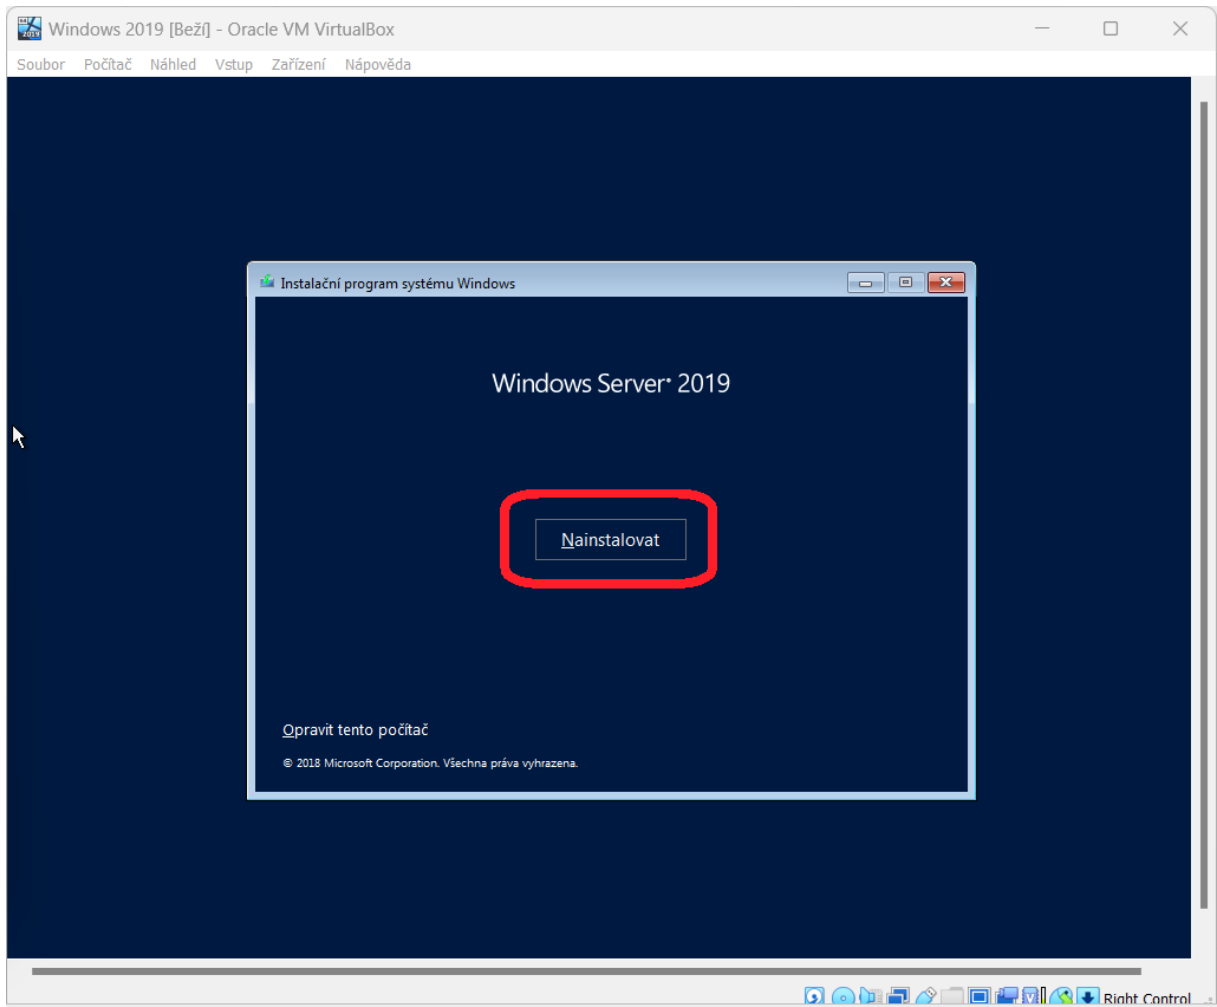 Windows 2019 [Beží] - Oracle VM VirtualBox
Soubor Počítač Náhled Vstup Zařízení Nápověda
Instalační program systému Windows
Windows Server® 2019
Nainstalovat
Opravit tento počítač
© 2018 Microsoft Corporation. Všechna práva vyhrazena.
Right Control